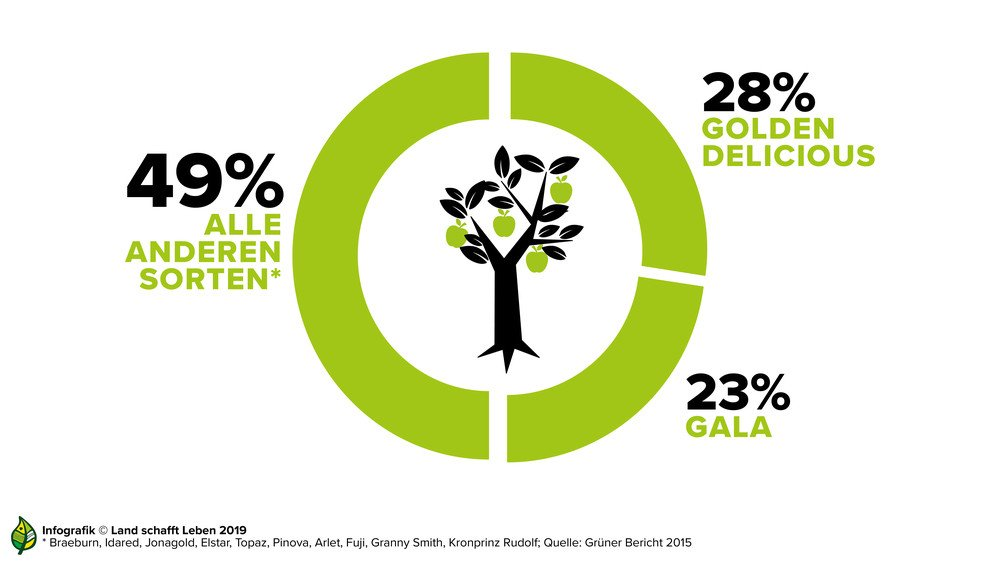 28%
GOLDEN
DELICIOUS
49%
ALLE
ANDEREN
SORTEN*
23%
GALA
Infografik © Land schafft Leben 2019
* Braeburn, Idared, Jonagold, Elstar, Topaz, Pinova, Arlet, Fuji, Granny Smith, Kronprinz Rudolf; Quelle: Grüner Bericht 2015